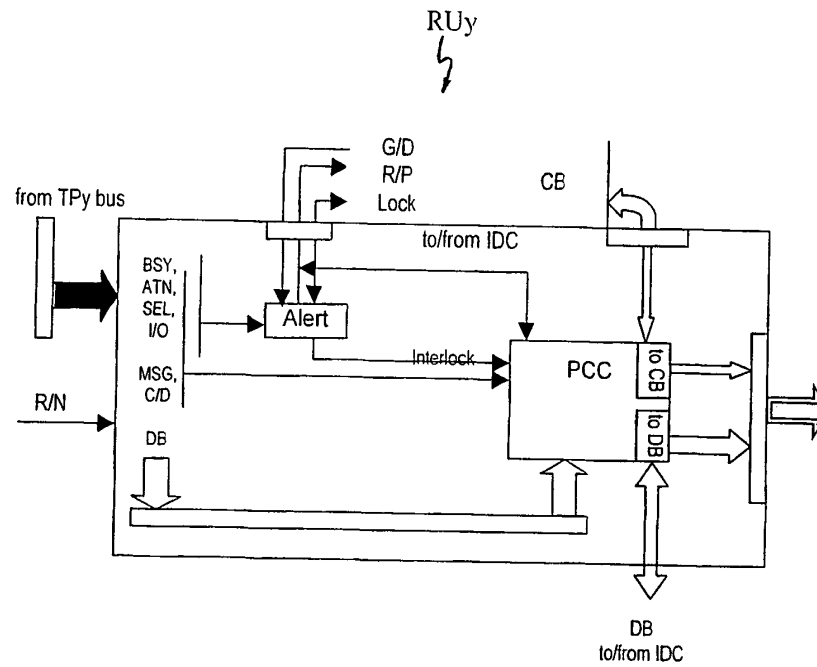 RUy
G/D
R/P
Lock
CB
from TPy bus
to/from IDC
BSY,
ATN,
SEL,
I/O
Alert
Interlock
MSG,
C/D
PCC
to CB
to DB
R/N
DB
DB
to/from IDC